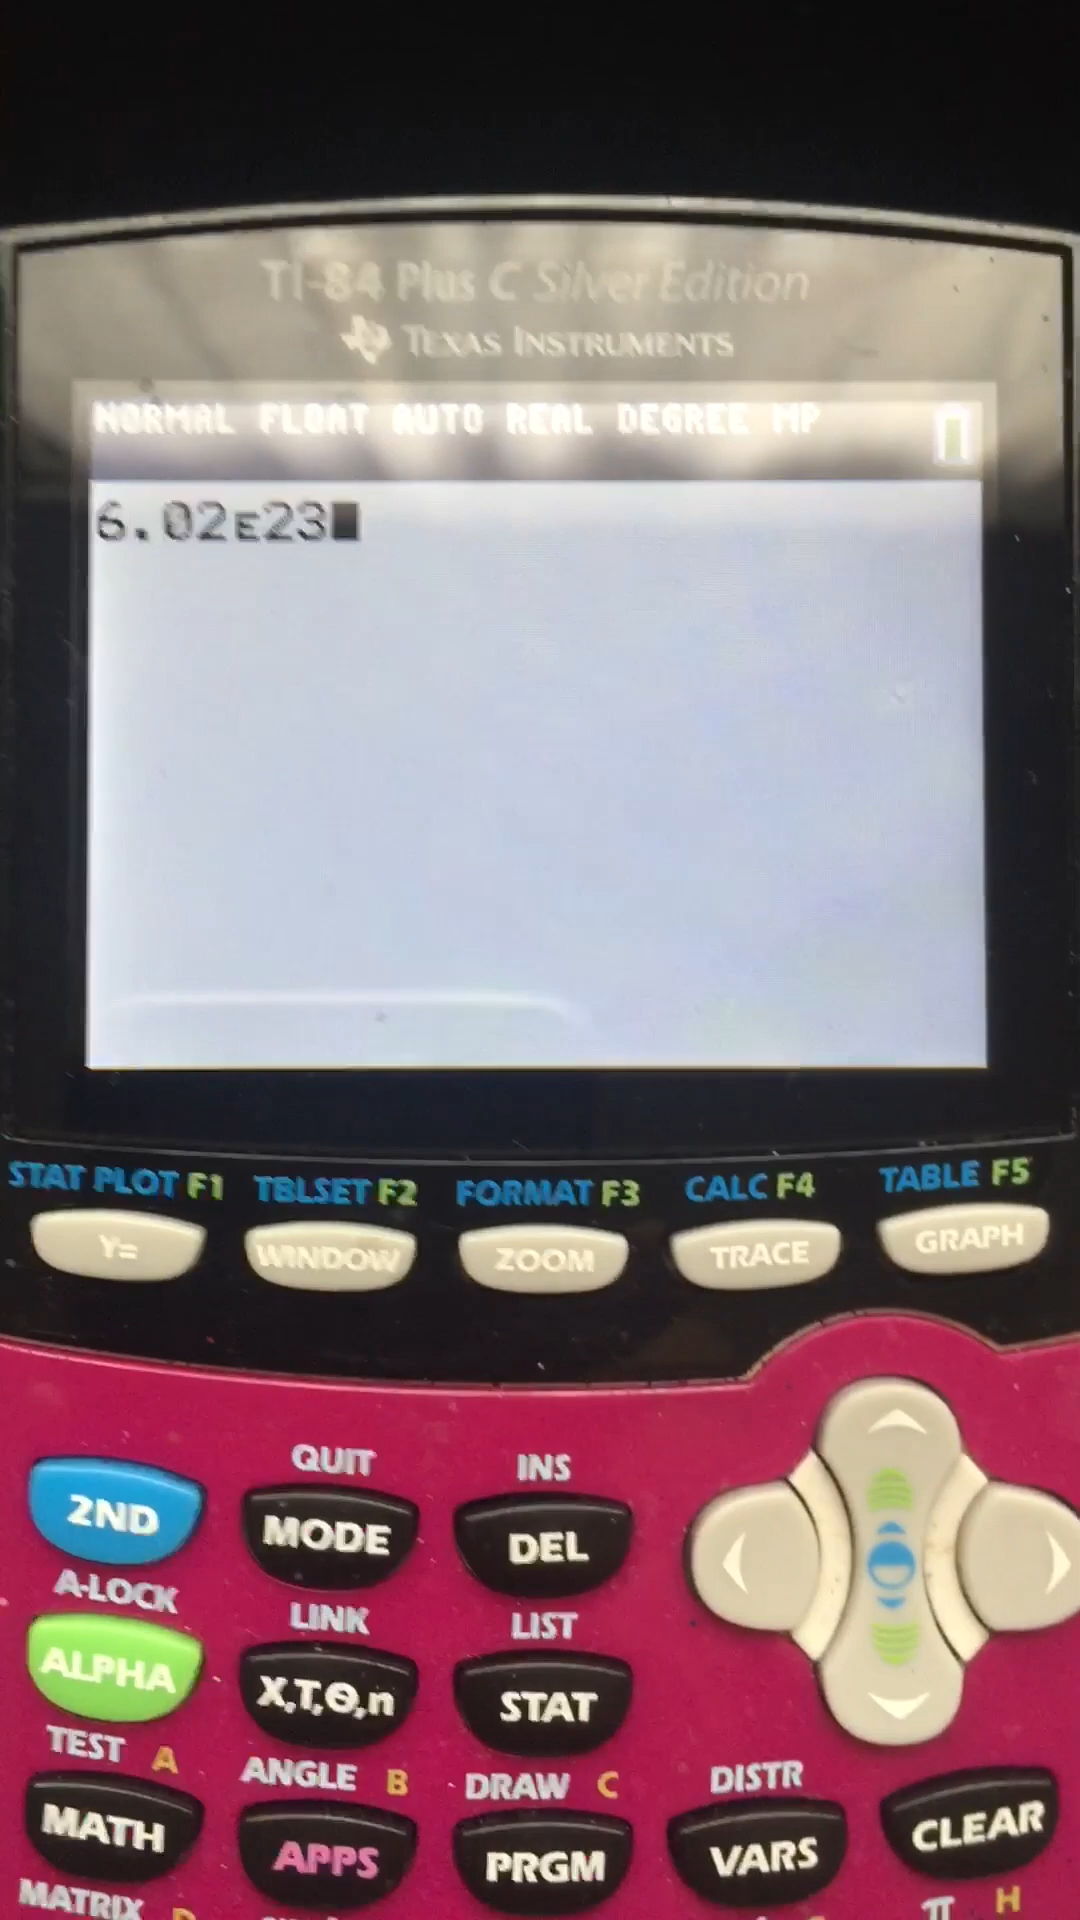 TI-84 Plus C Silver Edition
TEXAS INSTRUMENTS
NORMAL FLOAT AUTO REAL DEGREE MP
6.02E23
STAT PLOT F1 TBLSET F2 FORMAT F3 CALC F4 TABLE F5
Y= WINDOW ZOOM TRACE GRAPH
QUIT INS
2ND MODE DEL
A-LOCK LINK LIST
ALPHA X,T,Θ,n STAT
TEST A ANGLE B DRAW C DISTR
MATH APPS PRGM VARS CLEAR
MATRIX π H